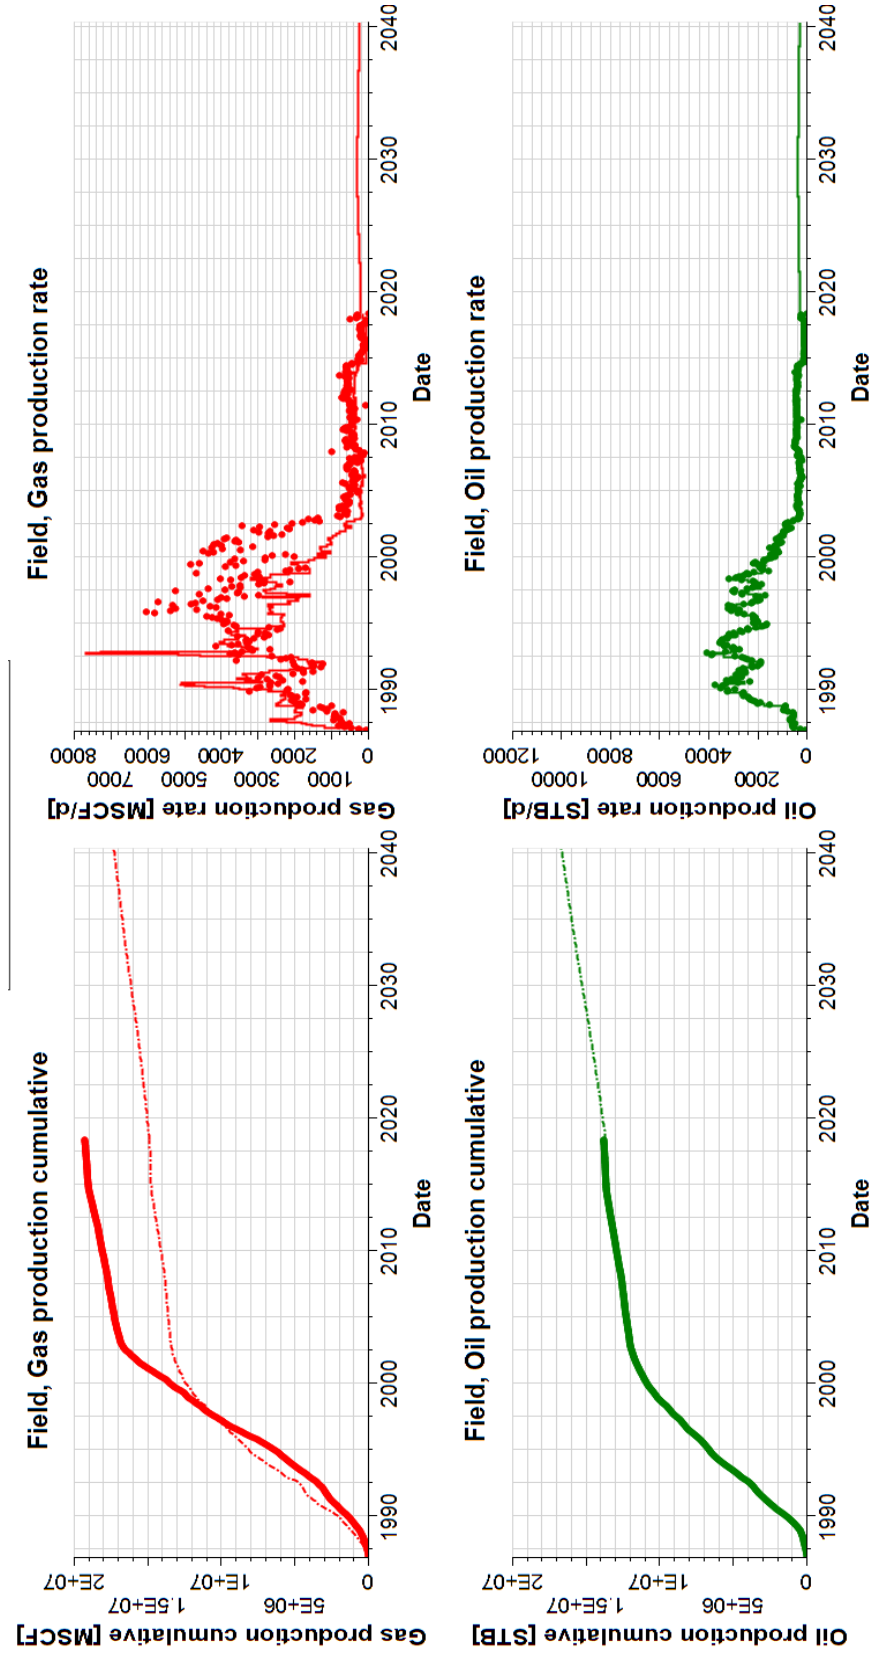 Field, Gas production cumulative
Gas production cumulative [MSCF]
2E+07
1.5E+07
1E+07
5E+06
0
1990
2000
2010
2020
2030
2040
Date
Field, Gas production rate
Gas production rate [MSCF/d]
8000
7000
6000
5000
4000
3000
2000
1000
0
1990
2000
2010
2020
2030
2040
Date
Field, Oil production cumulative
Oil production cumulative [STB]
2E+07
1.5E+07
1E+07
5E+06
0
1990
2000
2010
2020
2030
2040
Date
Field, Oil production rate
Oil production rate [STB/d]
12000
10000
8000
6000
4000
2000
0
1990
2000
2010
2020
2030
2040
Date